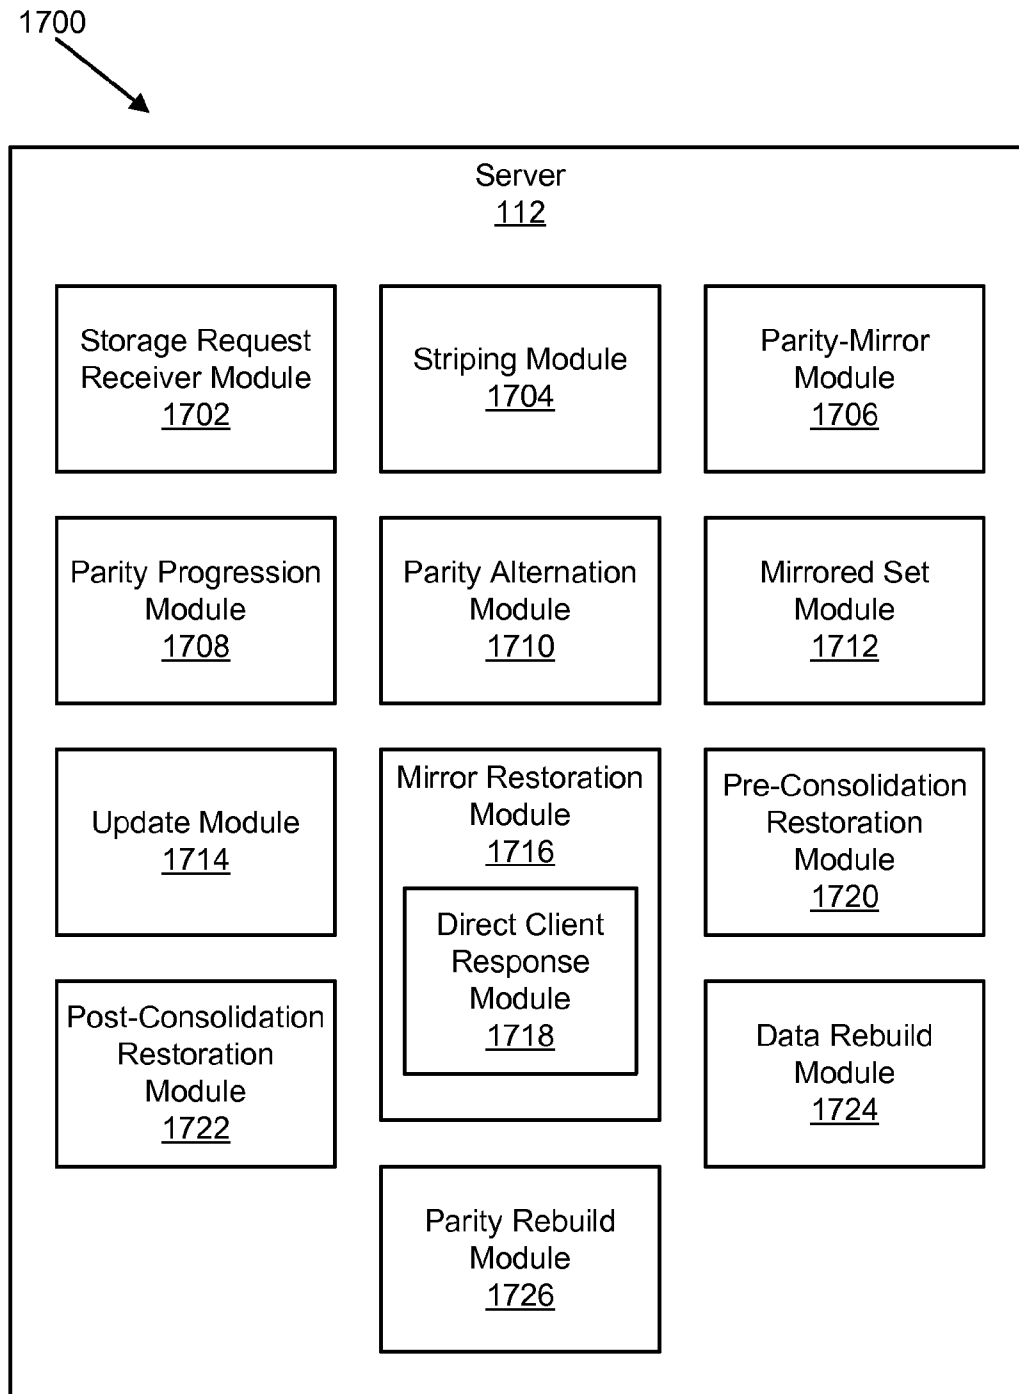 1700
Server
112
Storage Request
Receiver Module
1702
Striping Module
1704
Parity-Mirror
Module
1706
Parity Progression
Module
1708
Parity Alternation
Module
1710
Mirrored Set
Module
1712
Update Module
1714
Mirror Restoration
Module
1716
Direct Client
Response
Module
1718
Pre-Consolidation
Restoration
Module
1720
Post-Consolidation
Restoration
Module
1722
Data Rebuild
Module
1724
Parity Rebuild
Module
1726